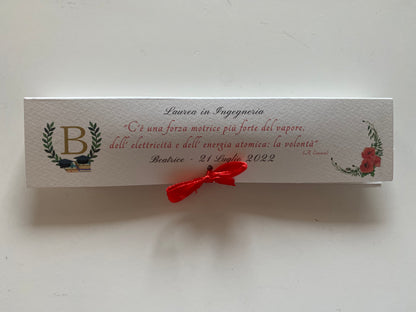 B
Laurea in Ingegneria
"C'è una forza motrice più forte del vapore,
dell' elettricità e dell' energia atomica: la volontà"
Beatrice - 21 Luglio 2022